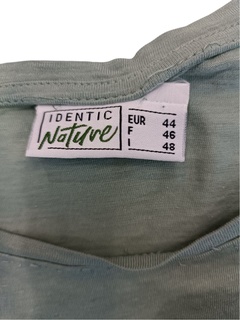 IDENTIC
Nature
EUR 44
F 46
I 48